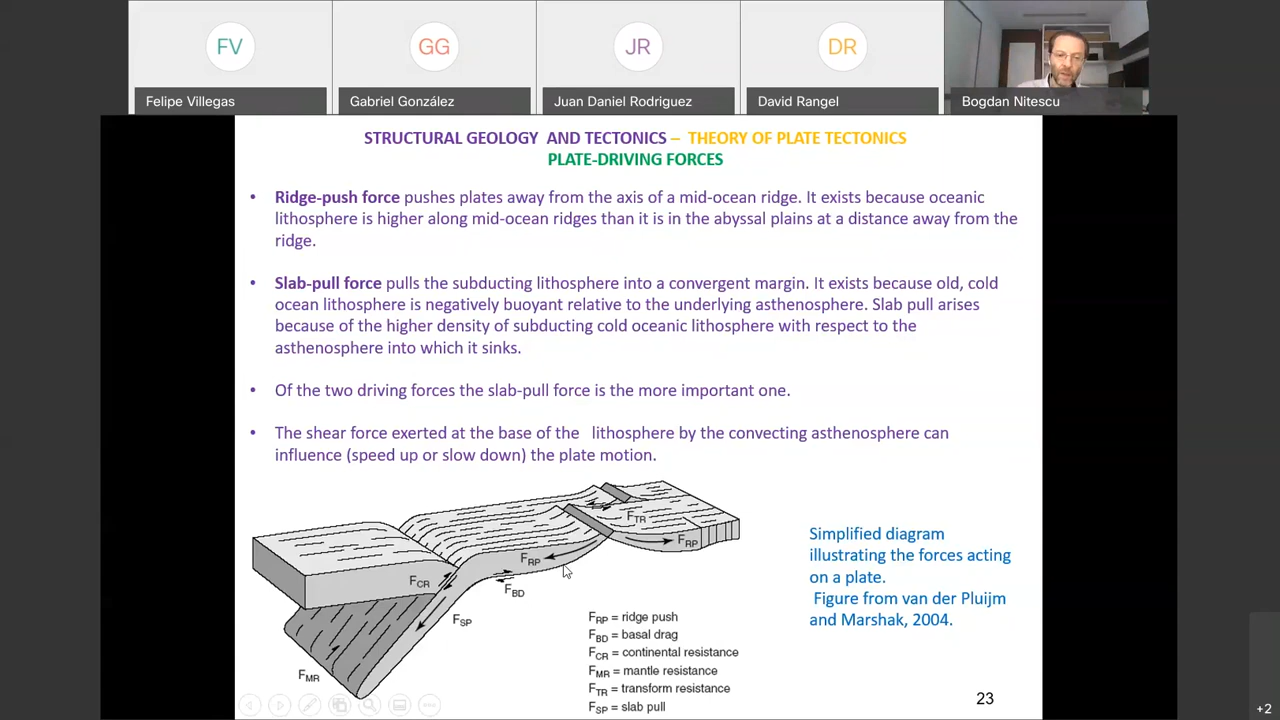 FV
GG
JR
DR
Felipe Villegas
Gabriel González
Juan Daniel Rodriguez
David Rangel
Bogdan Nitescu
STRUCTURAL GEOLOGY AND TECTONICS – THEORY OF PLATE TECTONICS
PLATE-DRIVING FORCES
• Ridge-push force pushes plates away from the axis of a mid-ocean ridge. It exists because oceanic
lithosphere is higher along mid-ocean ridges than it is in the abyssal plains at a distance away from the
ridge.
• Slab-pull force pulls the subducting lithosphere into a convergent margin. It exists because old, cold
ocean lithosphere is negatively buoyant relative to the underlying asthenosphere. Slab pull arises
because of the higher density of subducting cold oceanic lithosphere with respect to the
asthenosphere into which it sinks.
• Of the two driving forces the slab-pull force is the more important one.
• The shear force exerted at the base of the lithosphere by the convecting asthenosphere can
influence (speed up or slow down) the plate motion.
FTR
FRP
FRP
FCR
FBD
FSP
FMR
FRP = ridge push
FBD = basal drag
FCR = continental resistance
FMR = mantle resistance
FTR = transform resistance
FSP = slab pull
Simplified diagram
illustrating the forces acting
on a plate.
Figure from van der Pluijm
and Marshak, 2004.
23
+2